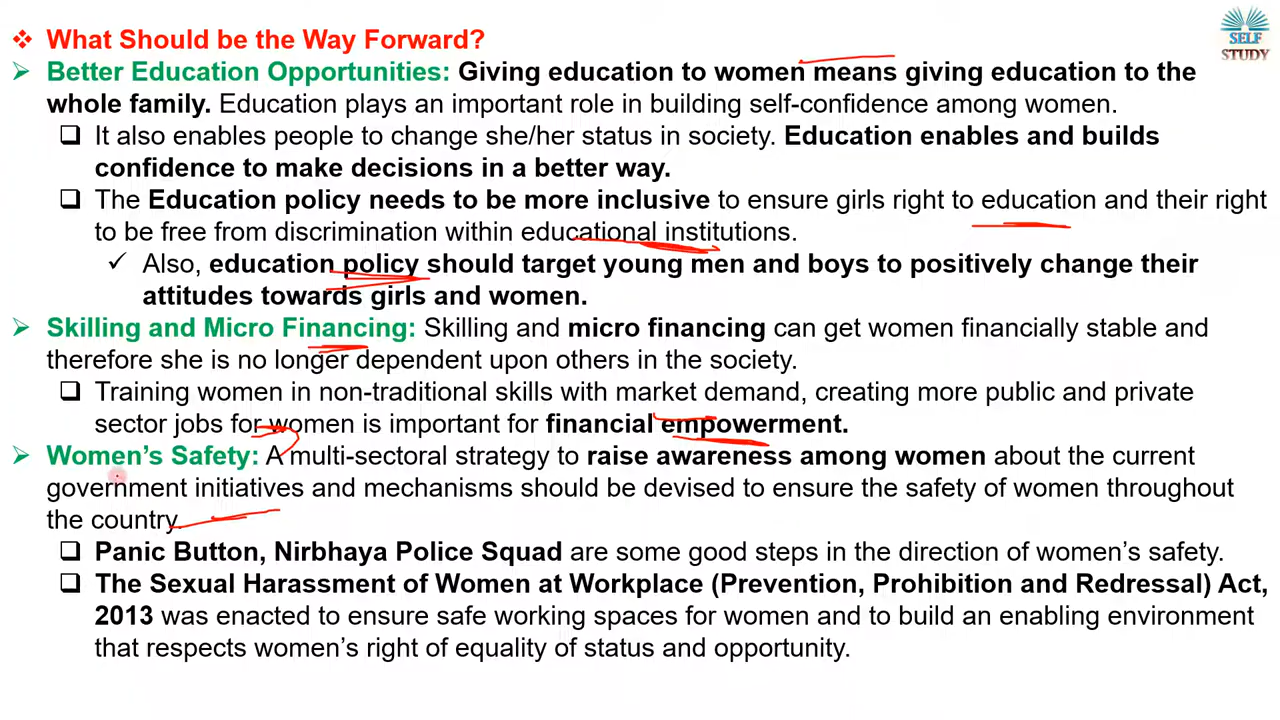 ❖ What Should be the Way Forward?
SELF
STUDY
➢ Better Education Opportunities: Giving education to women means giving education to the
whole family. Education plays an important role in building self-confidence among women.
❑ It also enables people to change she/her status in society. Education enables and builds
confidence to make decisions in a better way.
❑ The Education policy needs to be more inclusive to ensure girls right to education and their right
to be free from discrimination within educational institutions.
✓ Also, education policy should target young men and boys to positively change their
attitudes towards girls and women.
➢ Skilling and Micro Financing: Skilling and micro financing can get women financially stable and
therefore she is no longer dependent upon others in the society.
❑ Training women in non-traditional skills with market demand, creating more public and private
sector jobs for women is important for financial empowerment.
➢ Women’s Safety: A multi-sectoral strategy to raise awareness among women about the current
government initiatives and mechanisms should be devised to ensure the safety of women throughout
the country.
❑ Panic Button, Nirbhaya Police Squad are some good steps in the direction of women’s safety.
❑ The Sexual Harassment of Women at Workplace (Prevention, Prohibition and Redressal) Act,
2013 was enacted to ensure safe working spaces for women and to build an enabling environment
that respects women’s right of equality of status and opportunity.